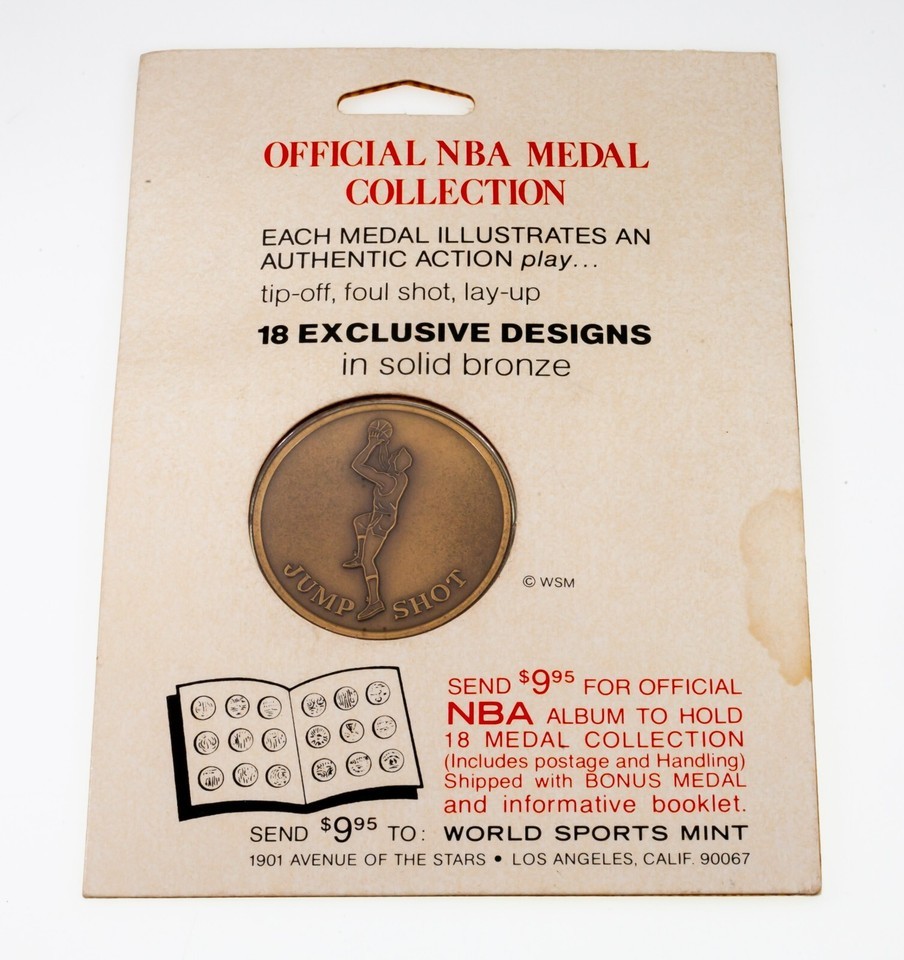 OFFICIAL NBA MEDAL
COLLECTION
EACH MEDAL ILLUSTRATES AN
AUTHENTIC ACTION play...
tip-off, foul shot, lay-up
18 EXCLUSIVE DESIGNS
in solid bronze
JUMP SHOT
© WSM
SEND $9.95 FOR OFFICIAL
NBA ALBUM TO HOLD
18 MEDAL COLLECTION
(Includes postage and Handling)
Shipped with BONUS MEDAL
and informative booklet.
SEND $9.95 TO: WORLD SPORTS MINT
1901 AVENUE OF THE STARS • LOS ANGELES, CALIF. 90067